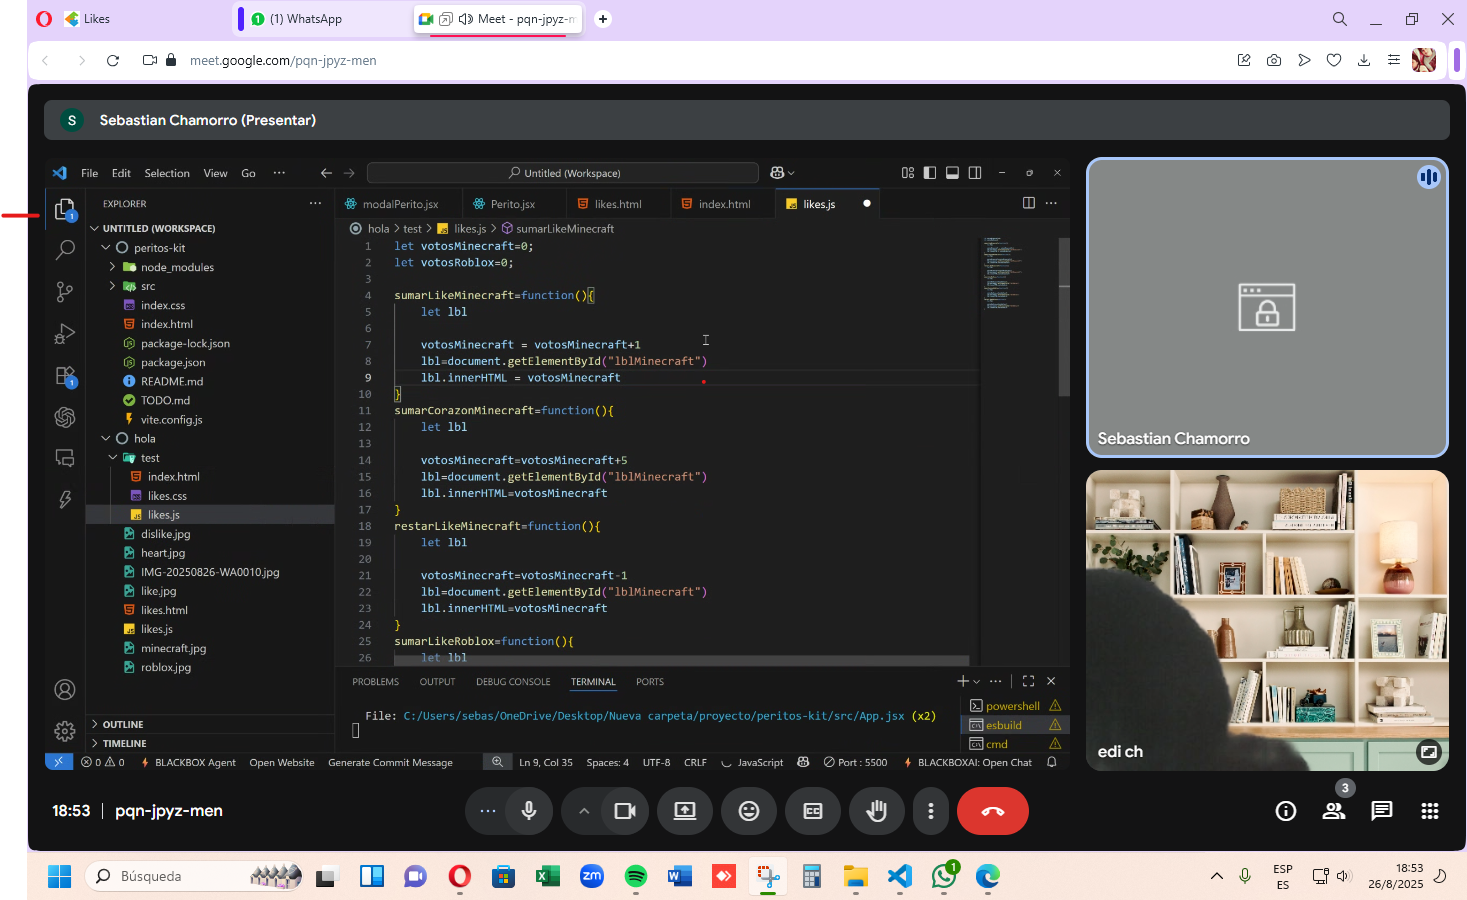 Likes
(1) WhatsApp
Meet - pqn-jpyz-m
meet.google.com/pqn-jpyz-men
S
Sebastian Chamorro (Presentar)
File Edit Selection View Go ···
Untitled (Workspace)
EXPLORER
modalPerito.jsx
Perito.jsx
likes.html
index.html
likes.js
hola > test > likes.js > sumarLikeMinecraft
UNTITLED (WORKSPACE)
peritos-kit
node_modules
src
index.css
index.html
package-lock.json
package.json
README.md
TODO.md
vite.config.js
hola
test
index.html
likes.css
likes.js
dislike.jpg
heart.jpg
IMG-20250826-WA0010.jpg
like.jpg
likes.html
likes.js
minecraft.jpg
roblox.jpg
OUTLINE
TIMELINE
1 let votosMinecraft=0;
2 let votosRoblox=0;
3
4 sumarLikeMinecraft=function(){
5 let lbl
6
7 votosMinecraft = votosMinecraft+1
8 lbl=document.getElementById("lblMinecraft")
9 lbl.innerHTML = votosMinecraft
10 }
11 sumarCorazonMinecraft=function(){
12 let lbl
13
14 votosMinecraft=votosMinecraft+5
15 lbl=document.getElementById("lblMinecraft")
16 lbl.innerHTML=votosMinecraft
17 }
18 restarLikeMinecraft=function(){
19 let lbl
20
21 votosMinecraft=votosMinecraft-1
22 lbl=document.getElementById("lblMinecraft")
23 lbl.innerHTML=votosMinecraft
24 }
25 sumarLikeRoblox=function(){
26 let lbl
PROBLEMS OUTPUT DEBUG CONSOLE TERMINAL PORTS
File: C:/Users/sebas/OneDrive/Desktop/Nueva carpeta/proyecto/peritos-kit/src/App.jsx (x2)
powershell
esbuild
cmd
0 0 BLACKBOX Agent Open Website Generate Commit Message Ln 9, Col 35 Spaces: 4 UTF-8 CRLF JavaScript Port : 5500 BLACKBOXAI: Open Chat
Sebastian Chamorro
edi ch
18:53 | pqn-jpyz-men
3
Búsqueda
zm
1
ESP
ES
18:53
26/8/2025